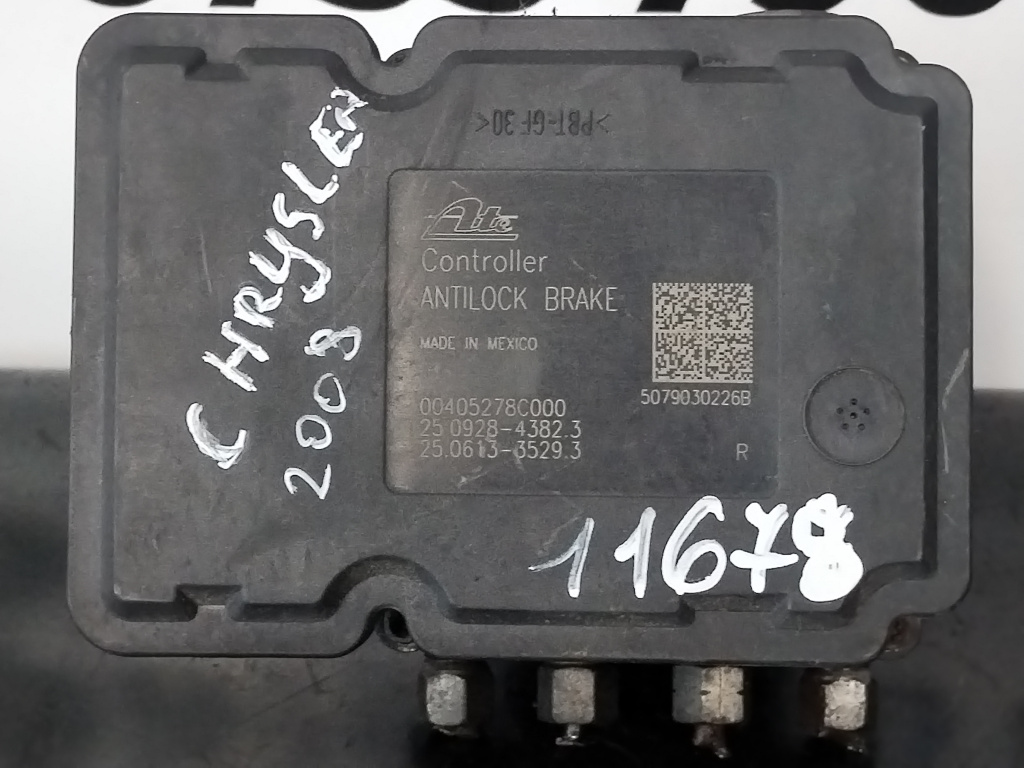 >PBT-GF30<
Ate
Controller
ANTILOCK BRAKE
MADE IN MEXICO
00405278C000
25.0928-4382.3
25.0613-3529.3
5079030226B
R
CHRYSLER
2008
11678